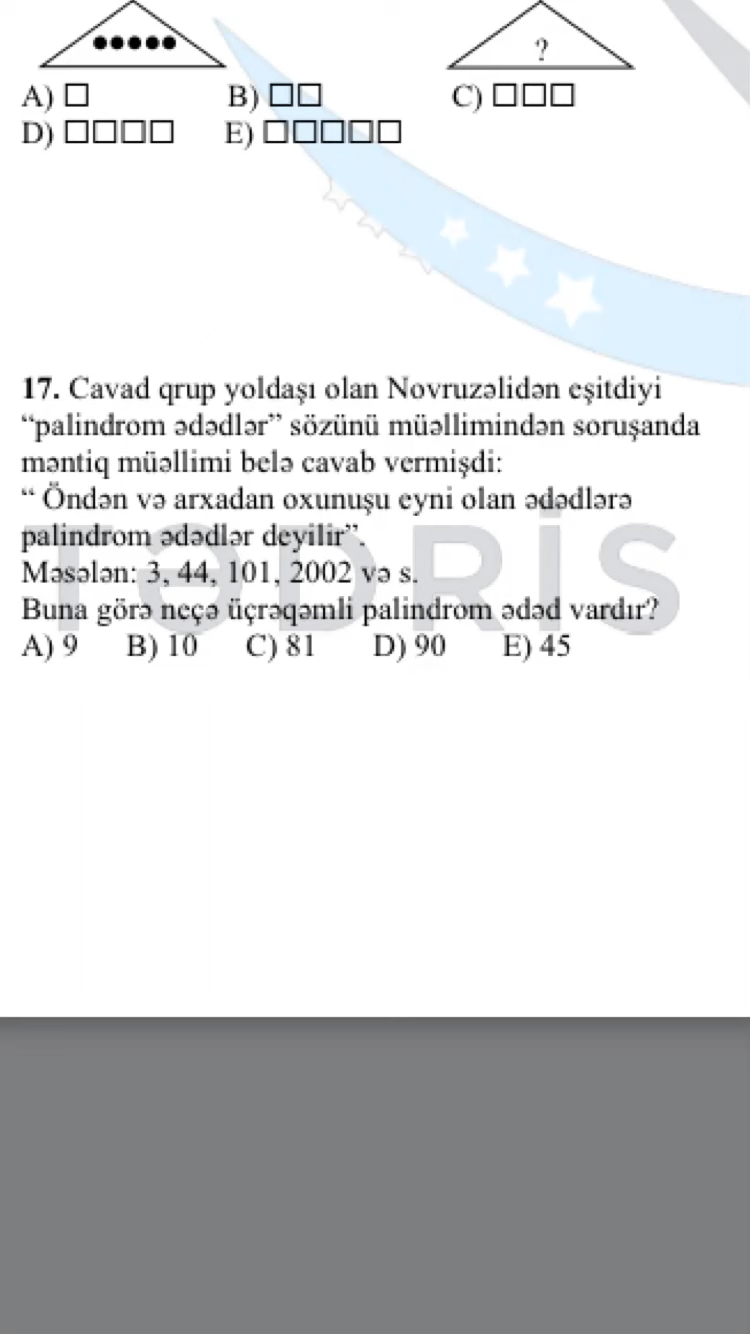 ●●●●●
?
A) □ B) □□ C) □□□
D) □□□□ E) □□□□□
17. Cavad qrup yoldaşı olan Novruzəlidən eşitdiyi
“palindrom ədədlər” sözünü müəllimindən soruşanda
məntiq müəllimi belə cavab vermişdi:
“ Öndən və arxadan oxunuşu eyni olan ədədlərə
palindrom ədədlər deyilir”.
Məsələn: 3, 44, 101, 2002 və s.
Buna görə neçə üçrəqəmli palindrom ədəd vardır?
A) 9 B) 10 C) 81 D) 90 E) 45
TƏDRİS